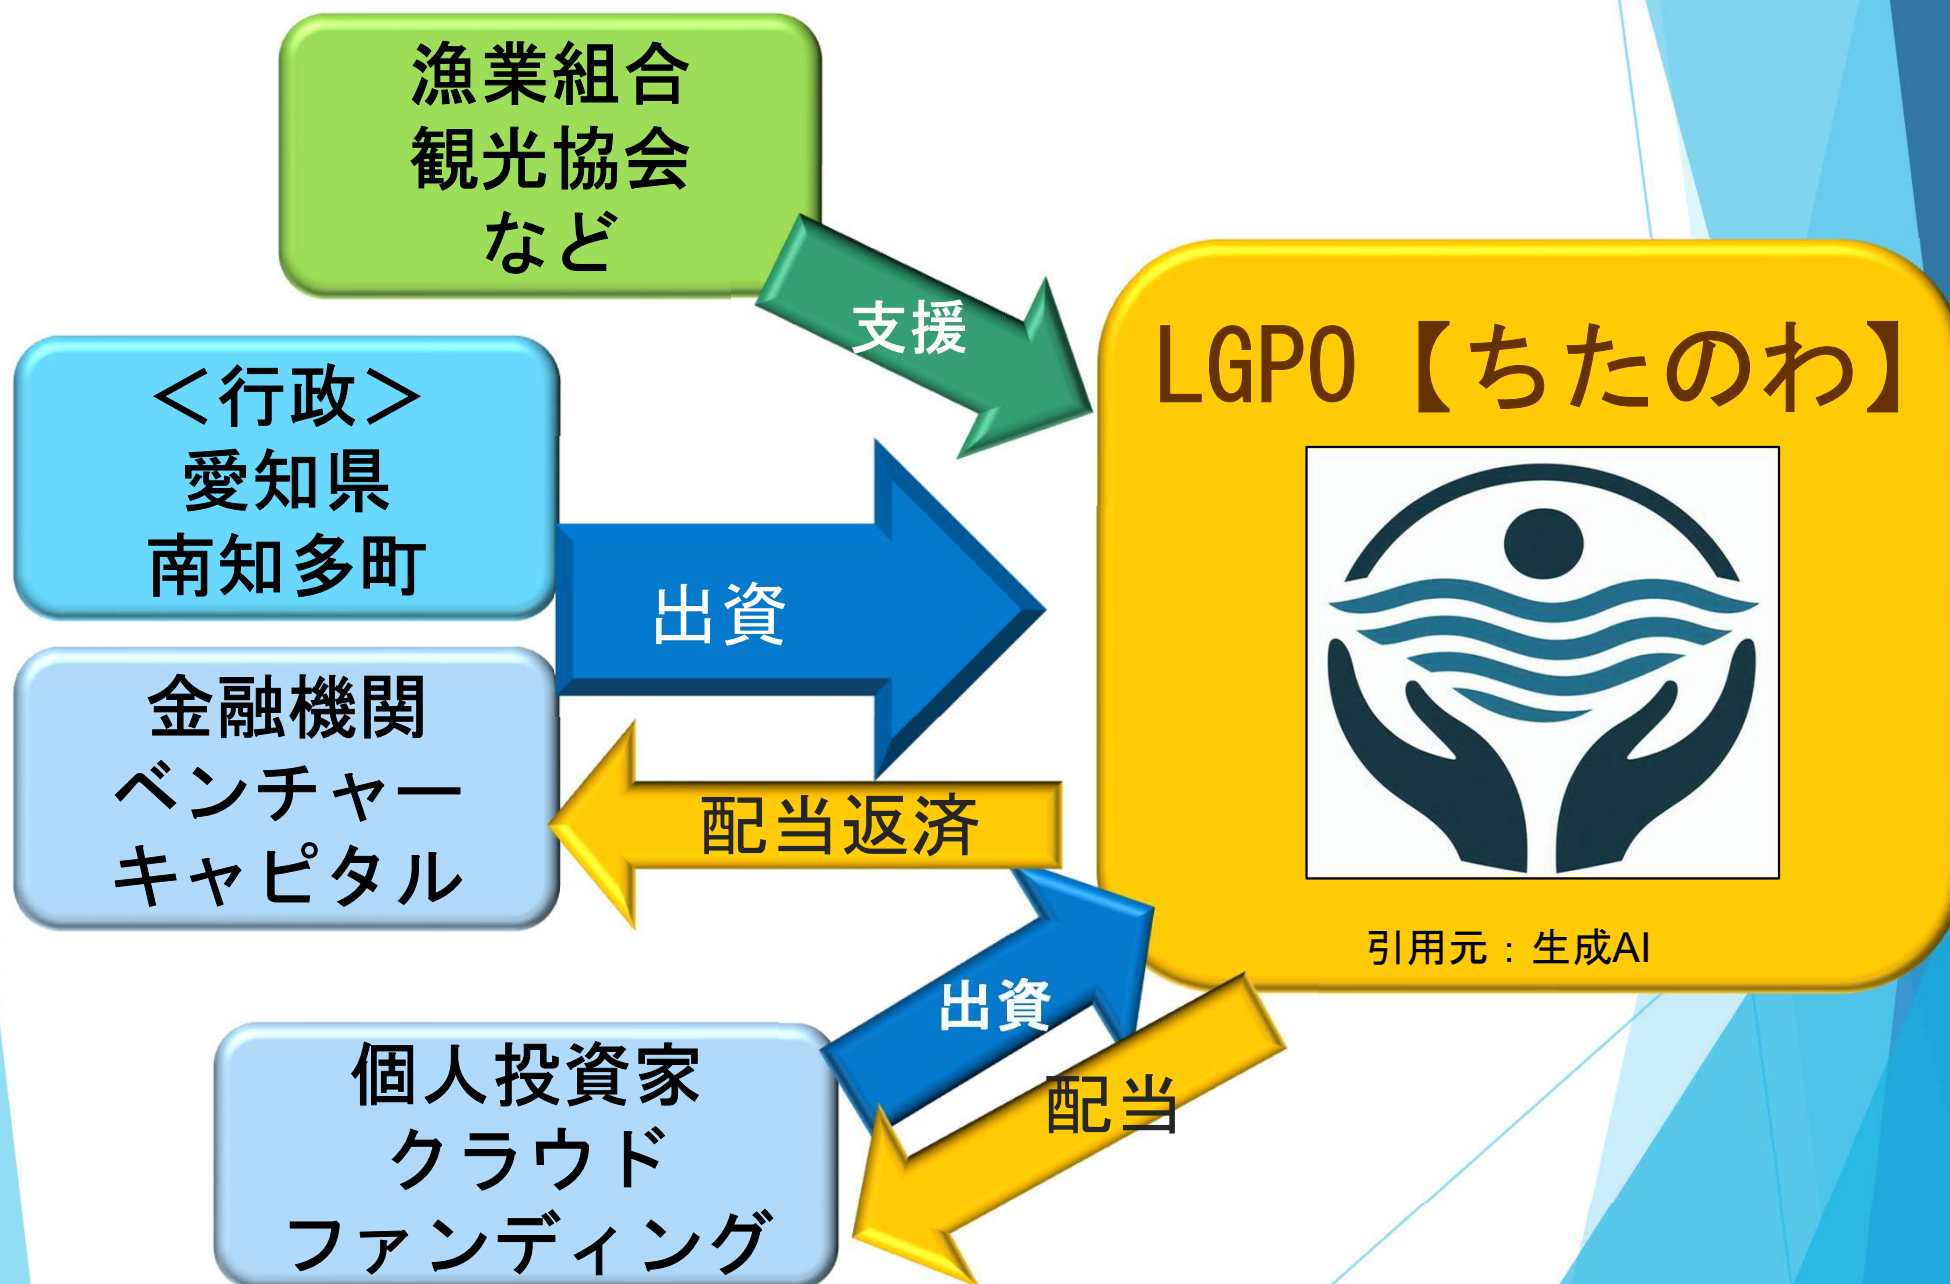 漁業組合
観光協会
など
支援
＜行政＞
愛知県
南知多町
出資
金融機関
ベンチャー
キャピタル
配当返済
LGPO【ちたのわ】
引用元：生成AI
出資
配当
個人投資家
クラウド
ファンディング